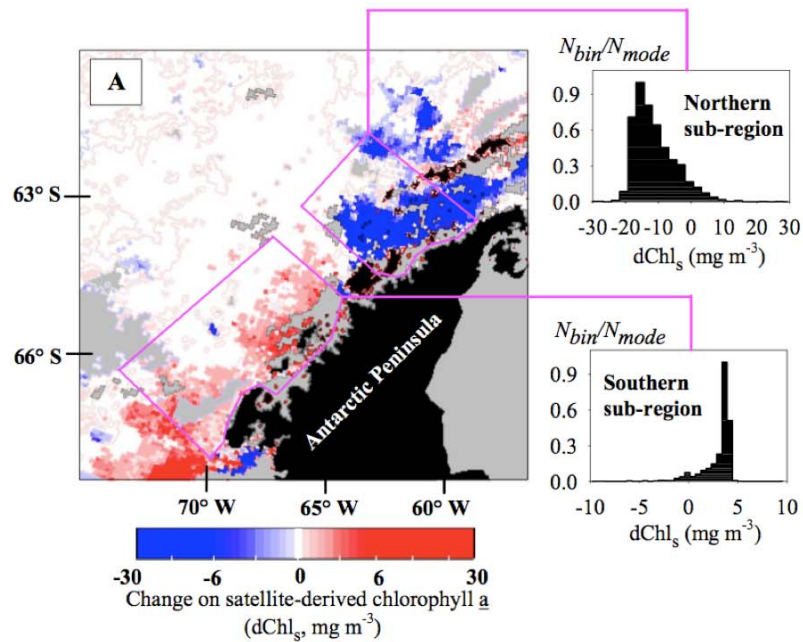 A
63° S
66° S
70° W 65° W 60° W
Antarctic Peninsula
-30 -6 0 6 30
Change on satellite-derived chlorophyll a
(dChls, mg m-3)
Nbin/Nmode
Northern
sub-region
0.9
0.6
0.3
0.0
-30 -20 -10 0 10 20 30
dChls (mg m-3)
Nbin/Nmode
Southern
sub-region
0.9
0.6
0.3
0.0
-10 -5 0 5 10
dChls (mg m-3)